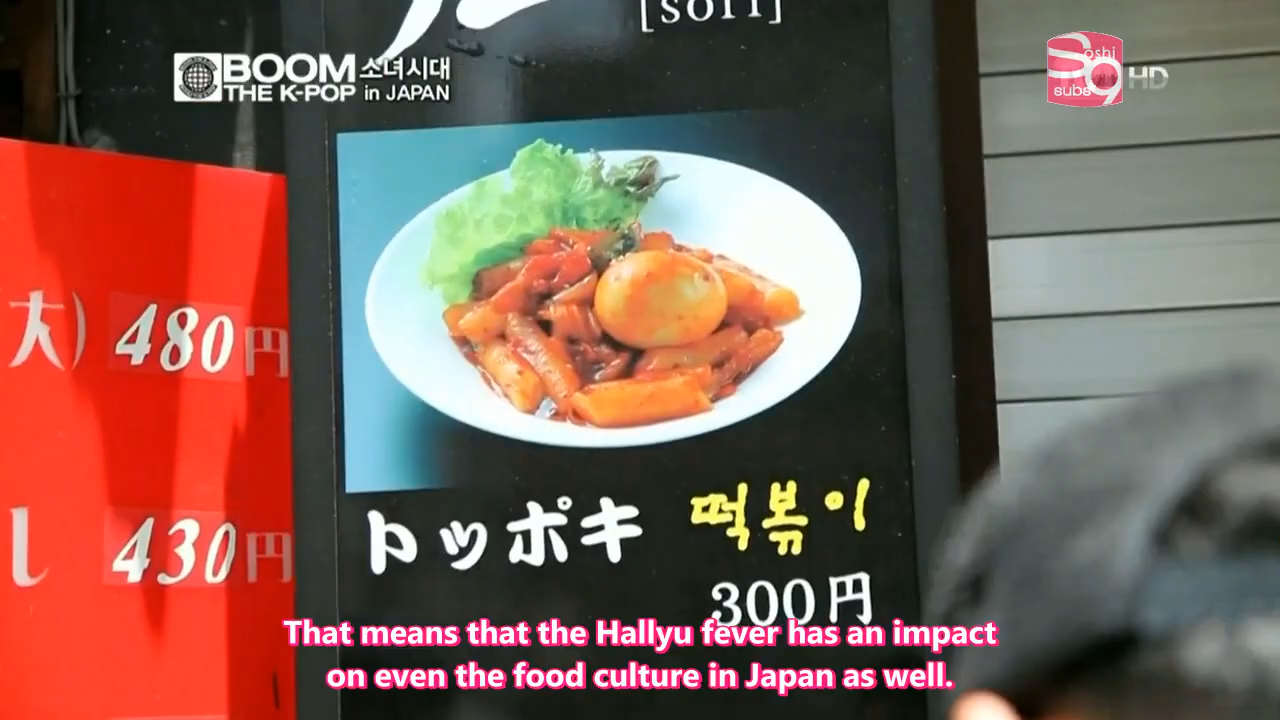 [sori]
BOOM 소녀시대
THE K-POP in JAPAN
Soshi
subs9
HD
大) 480円
し 430円
トッポキ 떡볶이
300円
That means that the Hallyu fever has an impact
on even the food culture in Japan as well.